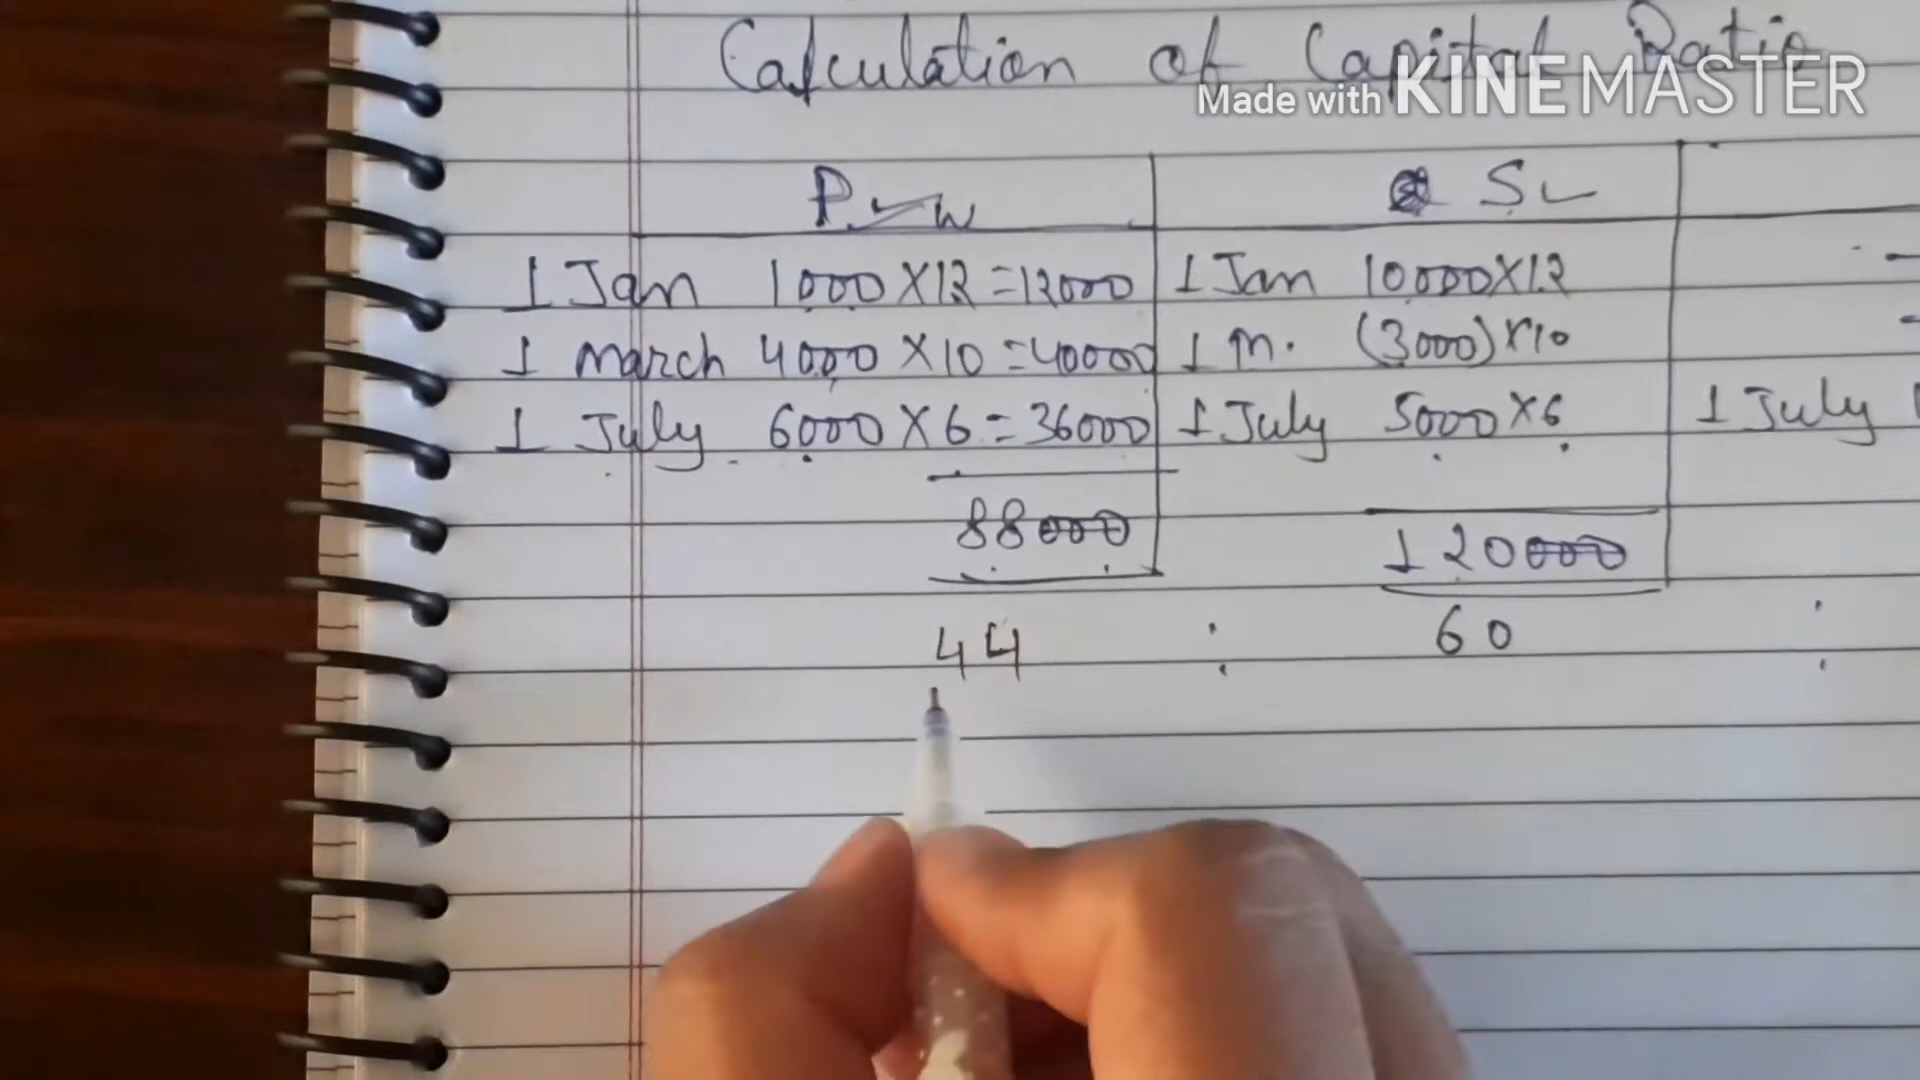 Calculation of Capital Ratio
Made with KINEMASTER
1 Jan 1000 X 12 = 12000 1 Jan 10000 X 12
1 march 4000 X 10 = 40000 1 m. (3000) X 10
1 July 6000 X 6 = 36000 1 July 5000 X 6 1 July
88000 120000
44 : 60 :